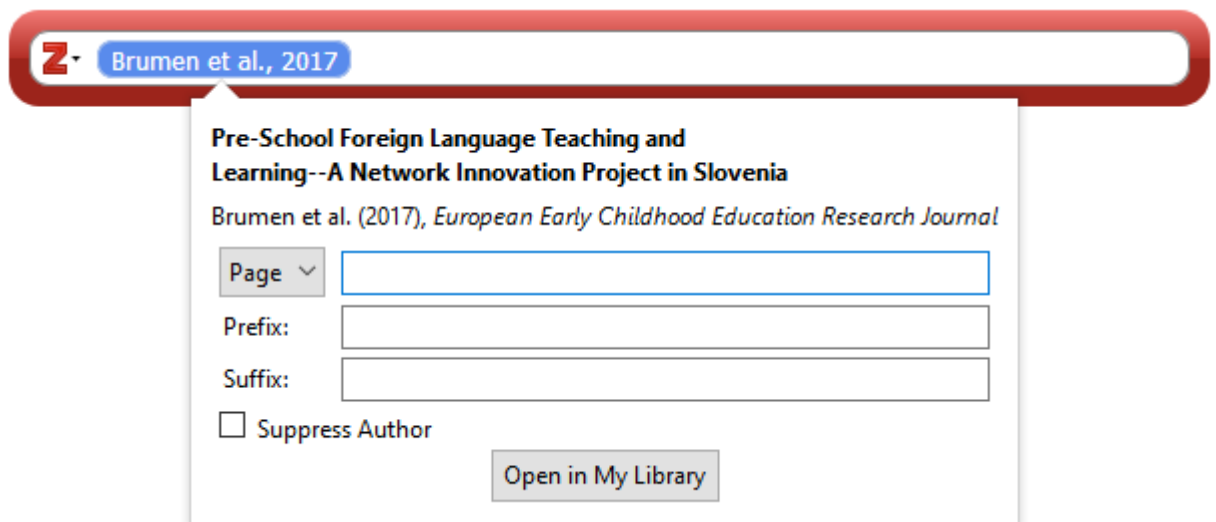 Z Brumen et al., 2017
Pre-School Foreign Language Teaching and
Learning--A Network Innovation Project in Slovenia
Brumen et al. (2017), European Early Childhood Education Research Journal
Page
Prefix:
Suffix:
Suppress Author
Open in My Library